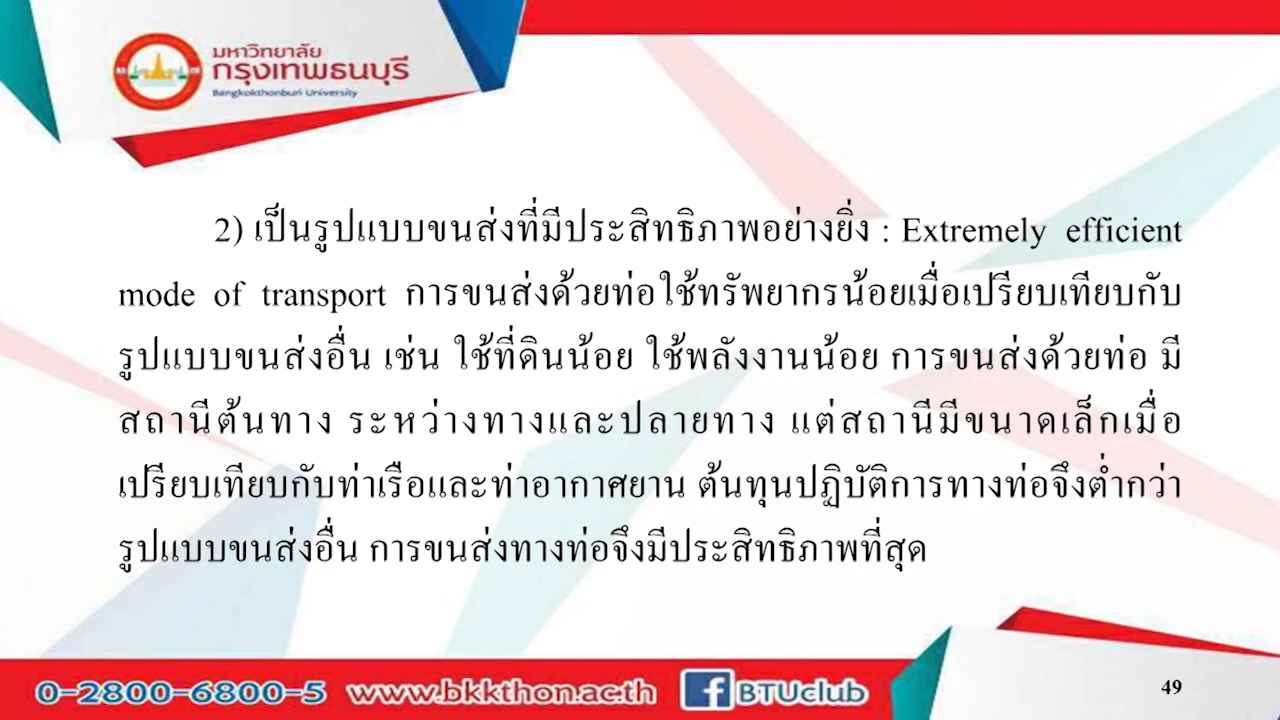 มหาวิทยาลัย
กรุงเทพธนบุรี
Bangkokthonburi University
2) เป็นรูปแบบขนส่งที่มีประสิทธิภาพอย่างยิ่ง : Extremely efficient
mode of transport การขนส่งด้วยท่อใช้ทรัพยากรน้อยเมื่อเปรียบเทียบกับ
รูปแบบขนส่งอื่น เช่น ใช้ที่ดินน้อย ใช้พลังงานน้อย การขนส่งด้วยท่อ มี
สถานีต้นทาง ระหว่างทางและปลายทาง แต่สถานีมีขนาดเล็กเมื่อ
เปรียบเทียบกับท่าเรือและท่าอากาศยาน ต้นทุนปฏิบัติการทางท่อจึงต่ำกว่า
รูปแบบขนส่งอื่น การขนส่งทางท่อจึงมีประสิทธิภาพที่สุด
0-2800-6800-5 www.bkkthon.ac.th f BTUclub
49